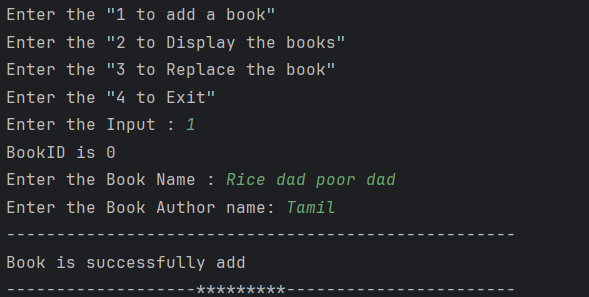 Enter the "1 to add a book"
Enter the "2 to Display the books"
Enter the "3 to Replace the book"
Enter the "4 to Exit"
Enter the Input : 1
BookID is 0
Enter the Book Name : Rice dad poor dad
Enter the Book Author name: Tamil
---------------------------------------------------
Book is successfully add
-------------------*********-----------------------